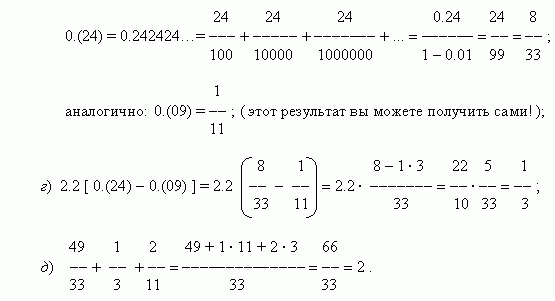 0.(24) = 0.242424…= 24/100 + 24/10000 + 24/1000000 + ... = 0.24/(1 – 0.01) = 24/99 = 8/33 ;
аналогично: 0.(09) = 1/11 ; ( этот результат вы можете получить сами! );
г) 2.2 [ 0.(24) – 0.(09) ] = 2.2 ( 8/33 – 1/11 ) = 2.2 · (8 – 1 · 3)/33 = 22/10 · 5/33 = 1/3 ;
д) 49/33 + 1/3 + 2/11 = (49 + 1 · 11 + 2 · 3)/33 = 66/33 = 2 .